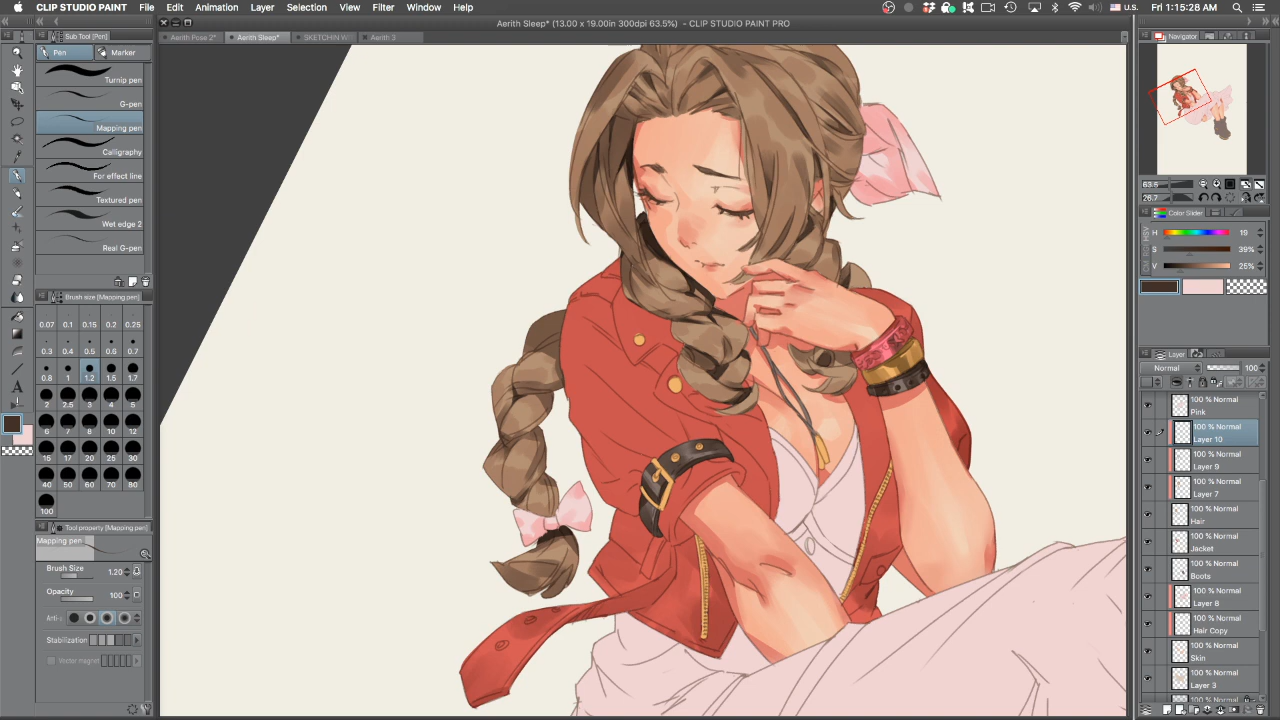 CLIP STUDIO PAINT File Edit Animation Layer Selection View Filter Window Help U.S. Fri 1:15:28 AM
Aerith Sleep* (13.00 x 19.00in 300dpi 63.5%) - CLIP STUDIO PAINT PRO
Sub Tool [Pen]
Pen Marker
Turnip pen
G-pen
Mapping pen
Calligraphy
For effect line
Textured pen
Wet edge 2
Real G-pen
Brush size [Mapping pen]
0.07 0.1 0.15 0.2 0.25
0.3 0.4 0.5 0.6 0.7
0.8 1 1.2 1.5 1.7
2 2.5 3 4 5
6 7 8 10 12
15 17 20 25 30
40 50 60 70 80
100
Tool property [Mapping pen]
Mapping pen
Brush Size 1.20
Opacity 100
Anti-a
Stabilization
Vector magnet
Aerith Pose 2* Aerith Sleep* SKETCHIN W Aerith 3
Navigator
63.5
26.7
Color Slider
HSV
H 19
S 39%
V 25%
Layer
Normal 100
100 % Normal
Pink
100 % Normal
Layer 10
100 % Normal
Layer 9
100 % Normal
Layer 7
100 % Normal
Hair
100 % Normal
Jacket
100 % Normal
Boots
100 % Normal
Layer 8
100 % Normal
Hair Copy
100 % Normal
Skin
100 % Normal
Layer 3
100 % Normal